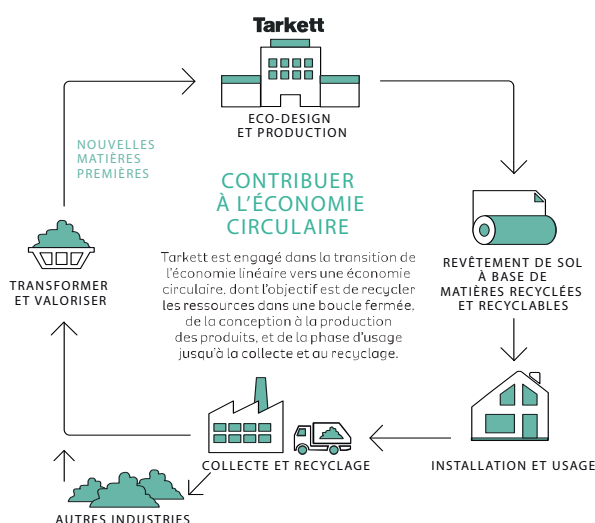 Tarkett
ECO-DESIGN
ET PRODUCTION
NOUVELLES
MATIÈRES
PREMIÈRES
CONTRIBUER
À L'ÉCONOMIE
CIRCULAIRE
Tarkett est engagé dans la transition de
l'économie linéaire vers une économie
circulaire, dont l'objectif est de recycler
les ressources dans une boucle fermée,
de la conception à la production
des produits, et de la phase d'usage
jusqu'à la collecte et au recyclage.
REVÊTEMENT DE SOL
À BASE DE
MATIÈRES RECYCLÉES
ET RECYCLABLES
TRANSFORMER
ET VALORISER
COLLECTE ET RECYCLAGE
INSTALLATION ET USAGE
AUTRES INDUSTRIES